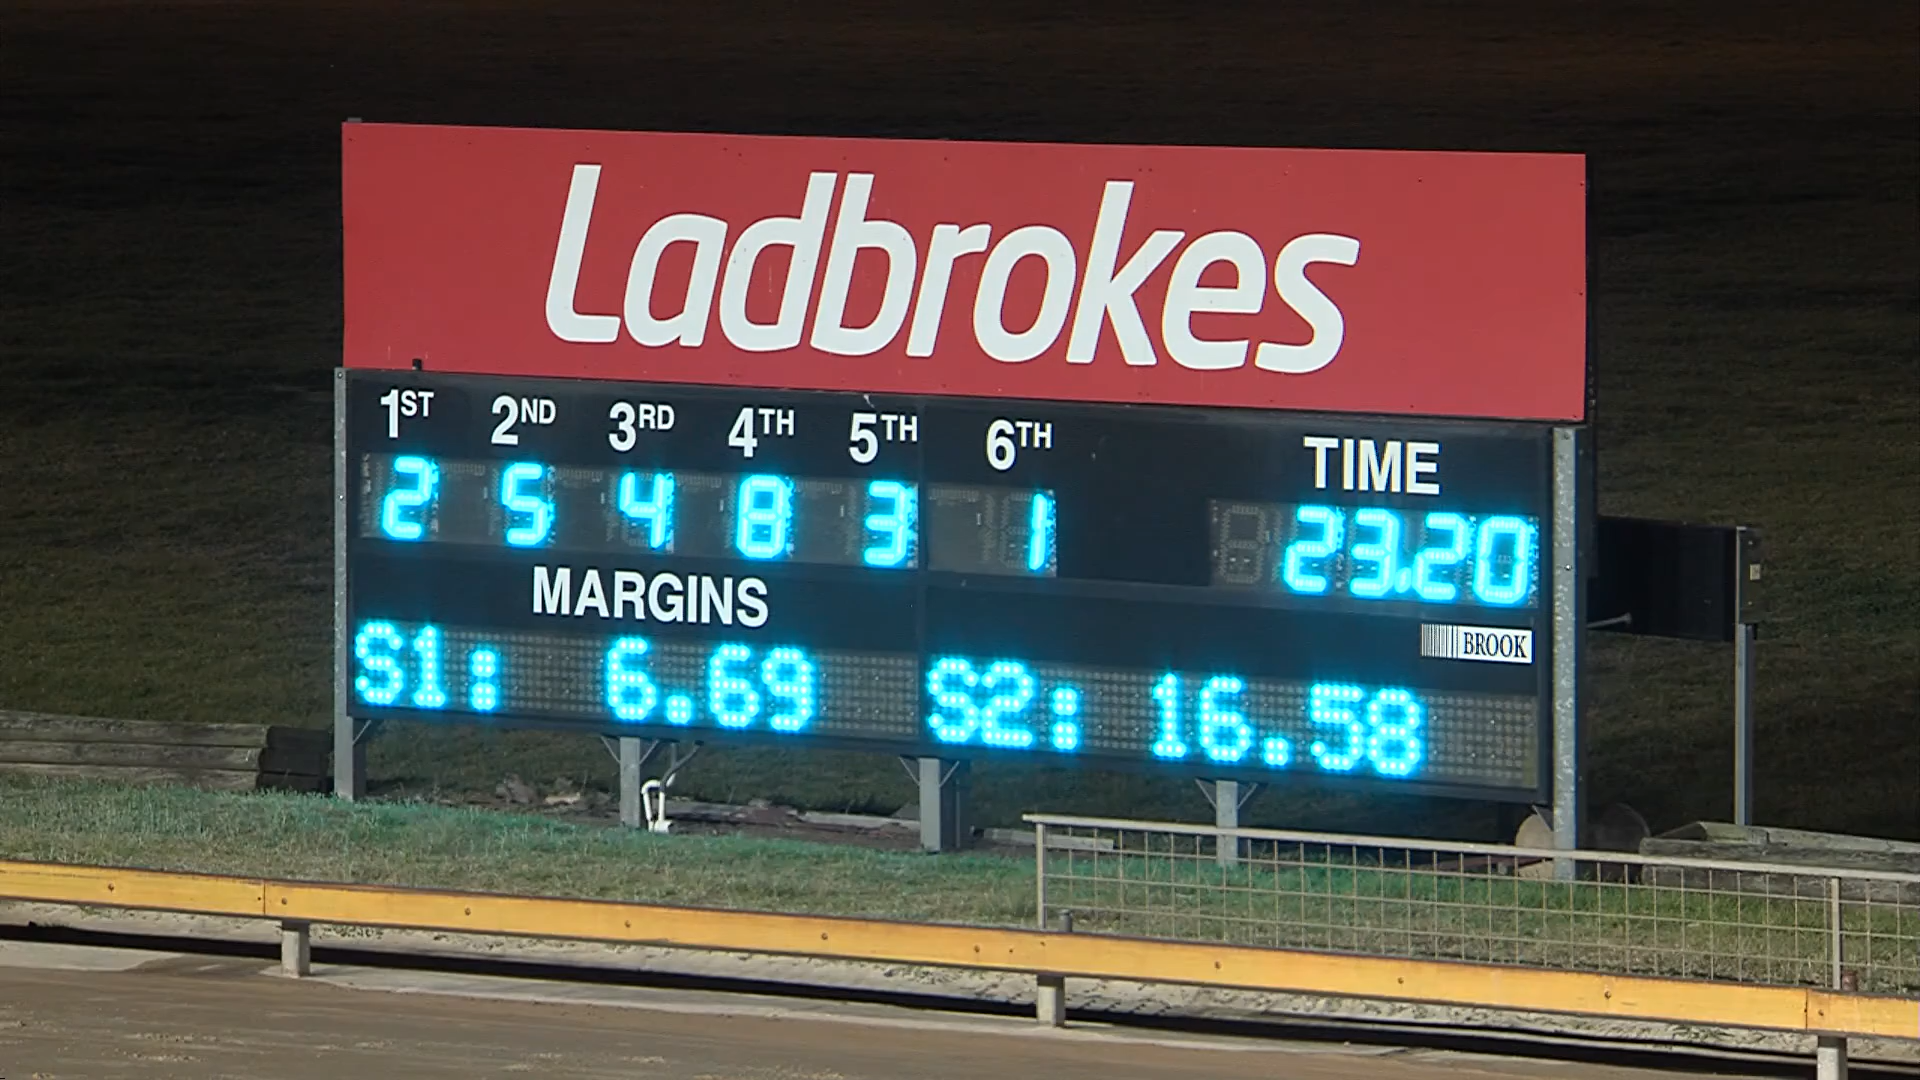 Ladbrokes
1ST 2ND 3RD 4TH 5TH 6TH TIME
2 5 4 8 3 1 23.20
MARGINS
BROOK
S1: 6.69 S2: 16.58